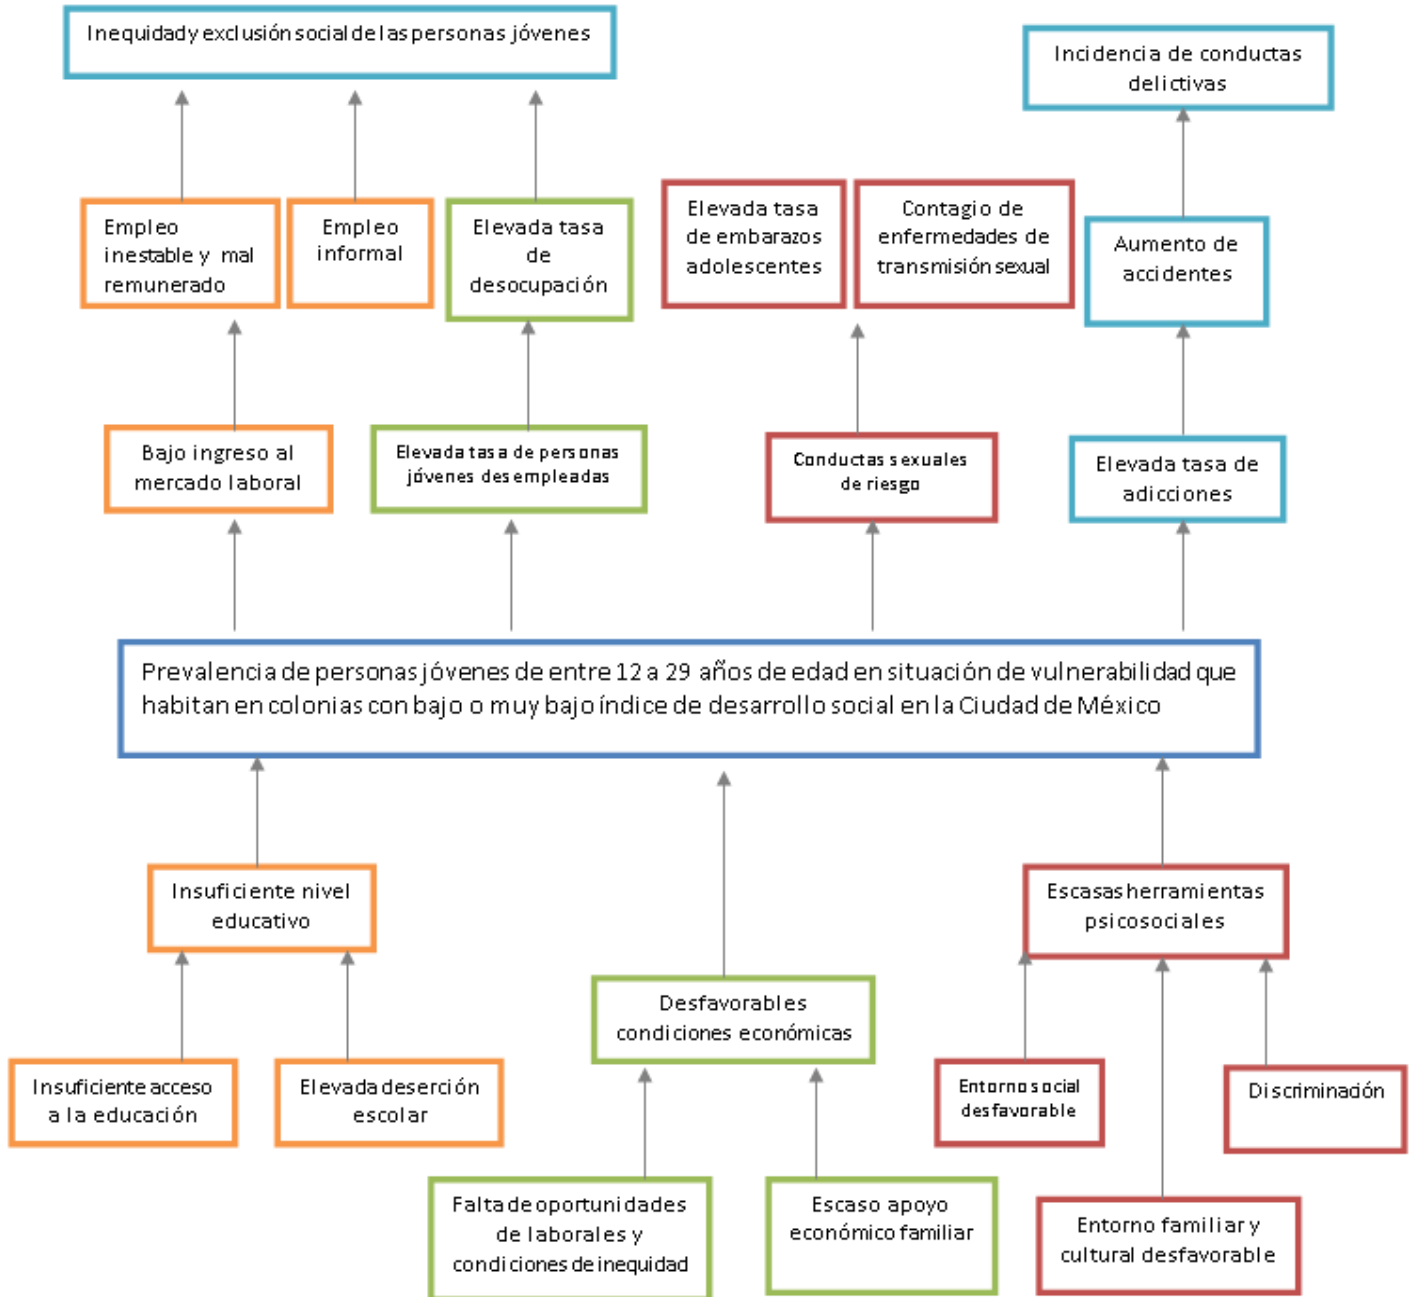 Inequidad y exclusión social de las personas jóvenes
Incidencia de conductas
delictivas
Empleo
inestable y mal
remunerado
Empleo
informal
Elevada tasa
de
desocupación
Elevada tasa
de embarazos
adolescentes
Contagio de
enfermedades de
transmisión sexual
Aumento de
accidentes
Bajo ingreso al
mercado laboral
Elevada tasa de personas
jóvenes desempleadas
Conductas sexuales
de riesgo
Elevada tasa de
adicciones
Prevalencia de personas jóvenes de entre 12 a 29 años de edad en situación de vulnerabilidad que
habitan en colonias con bajo o muy bajo índice de desarrollo social en la Ciudad de México
Insuficiente nivel
educativo
Escasas herramientas
psicosociales
Desfavorables
condiciones económicas
Insuficiente acceso
a la educación
Elevada deserción
escolar
Entorno social
desfavorable
Discriminación
Falta de oportunidades
de laborales y
condiciones de inequidad
Escaso apoyo
económico familiar
Entorno familiar y
cultural desfavorable